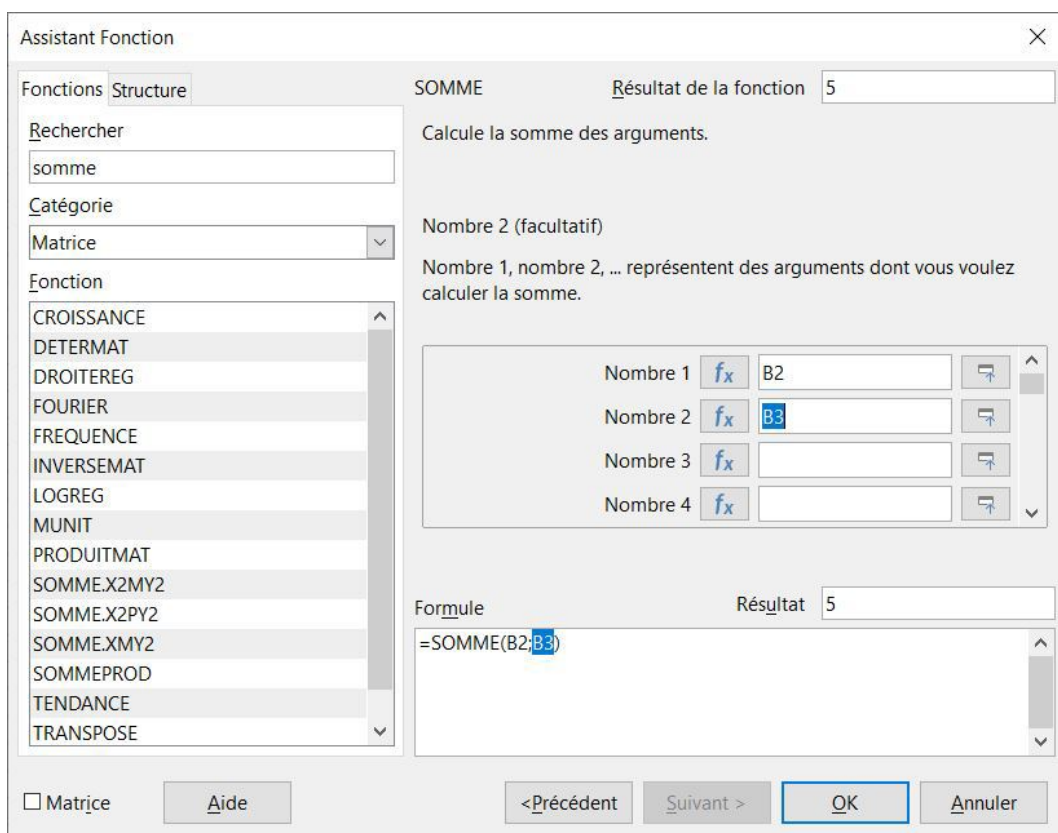 Assistant Fonction
Fonctions Structure
Rechercher
somme
Catégorie
Matrice
Fonction
CROISSANCE
DETERMAT
DROITEREG
FOURIER
FREQUENCE
INVERSEMAT
LOGREG
MUNIT
PRODUITMAT
SOMME.X2MY2
SOMME.X2PY2
SOMME.XMY2
SOMMEPROD
TENDANCE
TRANSPOSE
SOMME Résultat de la fonction 5
Calcule la somme des arguments.
Nombre 2 (facultatif)
Nombre 1, nombre 2, ... représentent des arguments dont vous voulez
calculer la somme.
Nombre 1 fx B2
Nombre 2 fx B3
Nombre 3 fx
Nombre 4 fx
Formule Résultat 5
=SOMME(B2;B3)
Matrice Aide <Précédent Suivant > OK Annuler